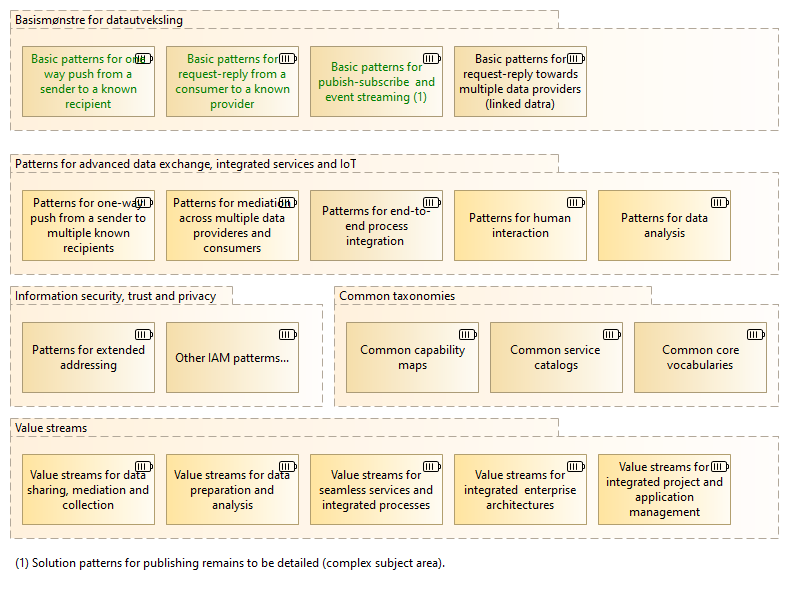 Basismønstre for datautveksling
Basic patterns for one-
way push from a
sender to a known
recipient
Basic patterns for
request-reply from a
consumer to a known
provider
Basic patterns for
pubish-subscribe and
event streaming (1)
Basic patterns for
request-reply towards
multiple data providers
(linked datra)
Patterns for advanced data exchange, integrated services and IoT
Patterns for one-way
push from a sender to
multiple known
recipients
Patterns for mediation
across multiple data
provideres and
consumers
Patterns for end-to-
end process
integration
Patterns for human
interaction
Patterns for data
analysis
Information security, trust and privacy
Patterns for extended
addressing
Other IAM patterms...
Common taxonomies
Common capability
maps
Common service
catalogs
Common core
vocabularies
Value streams
Value streams for data
sharing, mediation and
collection
Value streams for data
preparation and
analysis
Value streams for
seamless services and
integrated processes
Value streams for
integrated enterprise
architectures
Value streams for
integrated project and
application
management
(1) Solution patterns for publishing remains to be detailed (complex subject area).